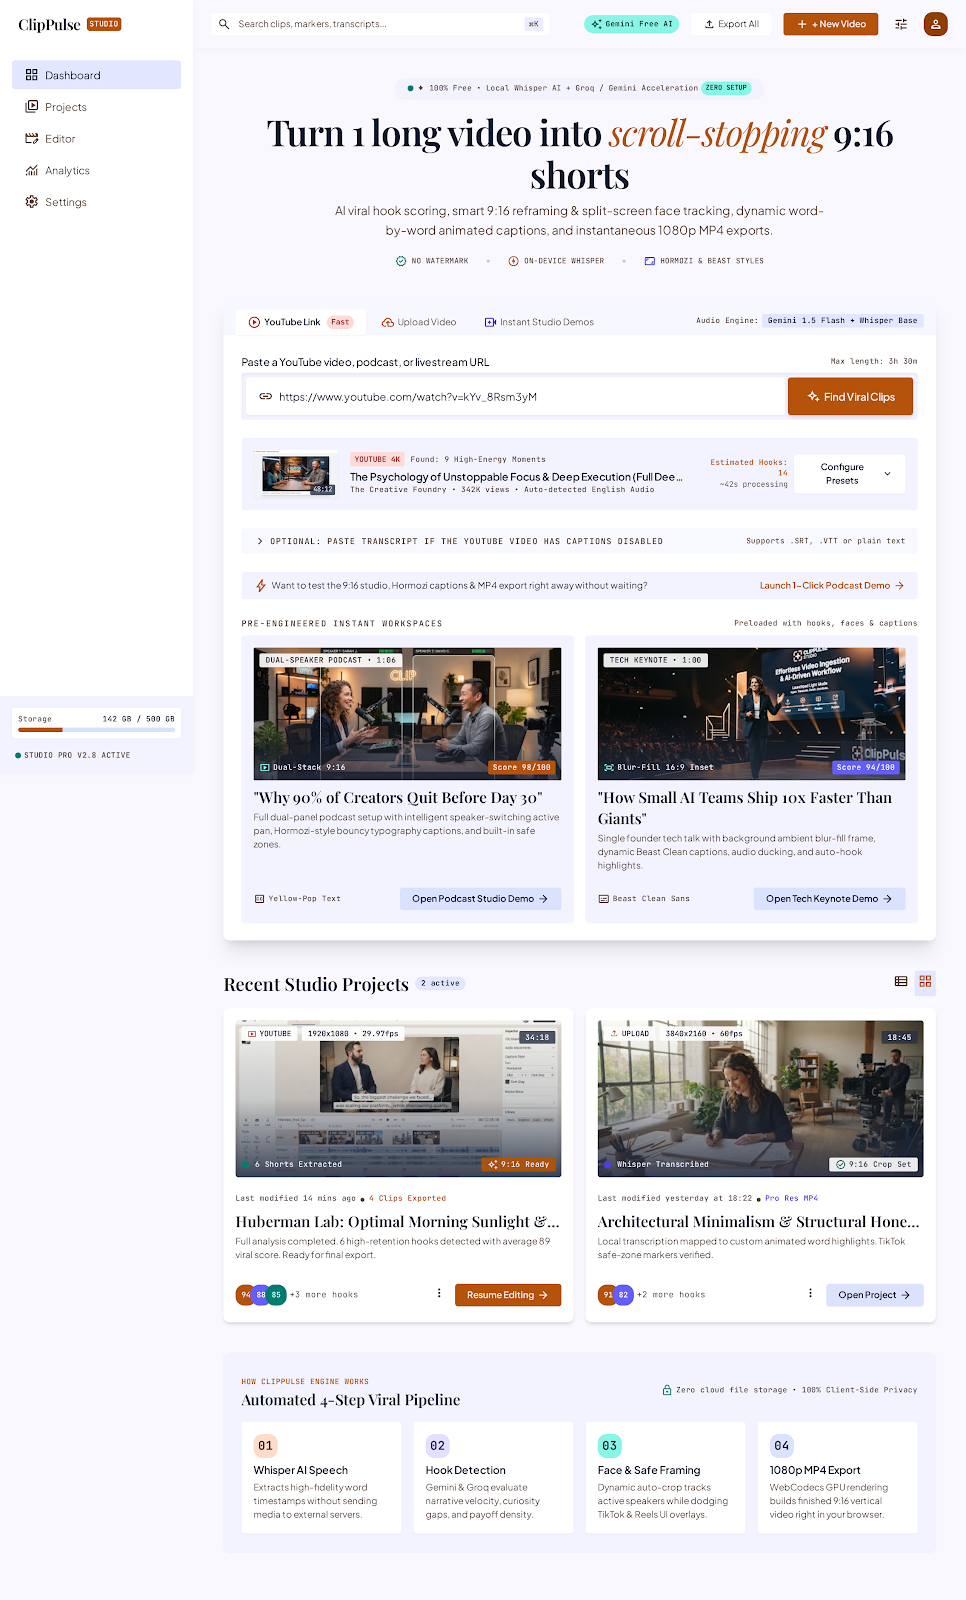 ClipPulse STUDIO
Search clips, markers, transcripts...
⌘K
Gemini Free AI
Export All
+ New Video
Dashboard
Projects
Editor
Analytics
Settings
Storage 142 GB / 500 GB
STUDIO PRO V2.8 ACTIVE
✦ 100% Free • Local Whisper AI + Groq / Gemini Acceleration ZERO SETUP
Turn 1 long video into scroll-stopping 9:16
shorts
AI viral hook scoring, smart 9:16 reframing & split-screen face tracking, dynamic word-
by-word animated captions, and instantaneous 1080p MP4 exports.
NO WATERMARK • ON-DEVICE WHISPER • HORMOZI & BEAST STYLES
YouTube Link Fast
Upload Video
Instant Studio Demos
Audio Engine: Gemini 1.5 Flash + Whisper Base
Paste a YouTube video, podcast, or livestream URL
Max length: 3h 30m
https://www.youtube.com/watch?v=kYv_8Rsm3yM
Find Viral Clips
48:12
YOUTUBE 4K Found: 9 High-Energy Moments
The Psychology of Unstoppable Focus & Deep Execution (Full Dee...
The Creative Foundry • 342K views • Auto-detected English Audio
Estimated Hooks:
14
~42s processing
Configure
Presets
OPTIONAL: PASTE TRANSCRIPT IF THE YOUTUBE VIDEO HAS CAPTIONS DISABLED
Supports .SRT, .VTT or plain text
Want to test the 9:16 studio, Hormozi captions & MP4 export right away without waiting?
Launch 1-Click Podcast Demo
PRE-ENGINEERED INSTANT WORKSPACES
Preloaded with hooks, faces & captions
DUAL-SPEAKER PODCAST • 1:06
CLIP
Dual-Stack 9:16
Score 98/100
"Why 90% of Creators Quit Before Day 30"
Full dual-panel podcast setup with intelligent speaker-switching active
pan, Hormozi-style bouncy typography captions, and built-in safe
zones.
Yellow-Pop Text
Open Podcast Studio Demo
TECH KEYNOTE • 1:00
Effortless Video Ingestion
& AI-Driven Workflow
ClipPuls
Blur-Fill 16:9 Inset
Score 94/100
"How Small AI Teams Ship 10x Faster Than
Giants"
Single founder tech talk with background ambient blur-fill frame,
dynamic Beast Clean captions, audio ducking, and auto-hook
highlights.
Beast Clean Sans
Open Tech Keynote Demo
Recent Studio Projects 2 active
YOUTUBE
1920x1080 • 29.97fps
34:18
So, the biggest challenge we faced...
was scaling our platform, while maintaining quality.
6 Shorts Extracted
9:16 Ready
Last modified 14 mins ago • 4 Clips Exported
Huberman Lab: Optimal Morning Sunlight &...
Full analysis completed. 6 high-retention hooks detected with average 89
viral score. Ready for final export.
94 88 85 +3 more hooks
Resume Editing
UPLOAD
3840x2160 • 60fps
18:45
Whisper Transcribed
9:16 Crop Set
Last modified yesterday at 18:22 • Pro Res MP4
Architectural Minimalism & Structural Hone...
Local transcription mapped to custom animated word highlights. TikTok
safe-zone markers verified.
91 82 +2 more hooks
Open Project
HOW CLIPPULSE ENGINE WORKS
Automated 4-Step Viral Pipeline
Zero cloud file storage • 100% Client-Side Privacy
01
Whisper AI Speech
Extracts high-fidelity word
timestamps without sending
media to external servers.
02
Hook Detection
Gemini & Groq evaluate
narrative velocity, curiosity
gaps, and payoff density.
03
Face & Safe Framing
Dynamic auto-crop tracks
active speakers while dodging
TikTok & Reels UI overlays.
04
1080p MP4 Export
WebCodecs GPU rendering
builds finished 9:16 vertical
video right in your browser.